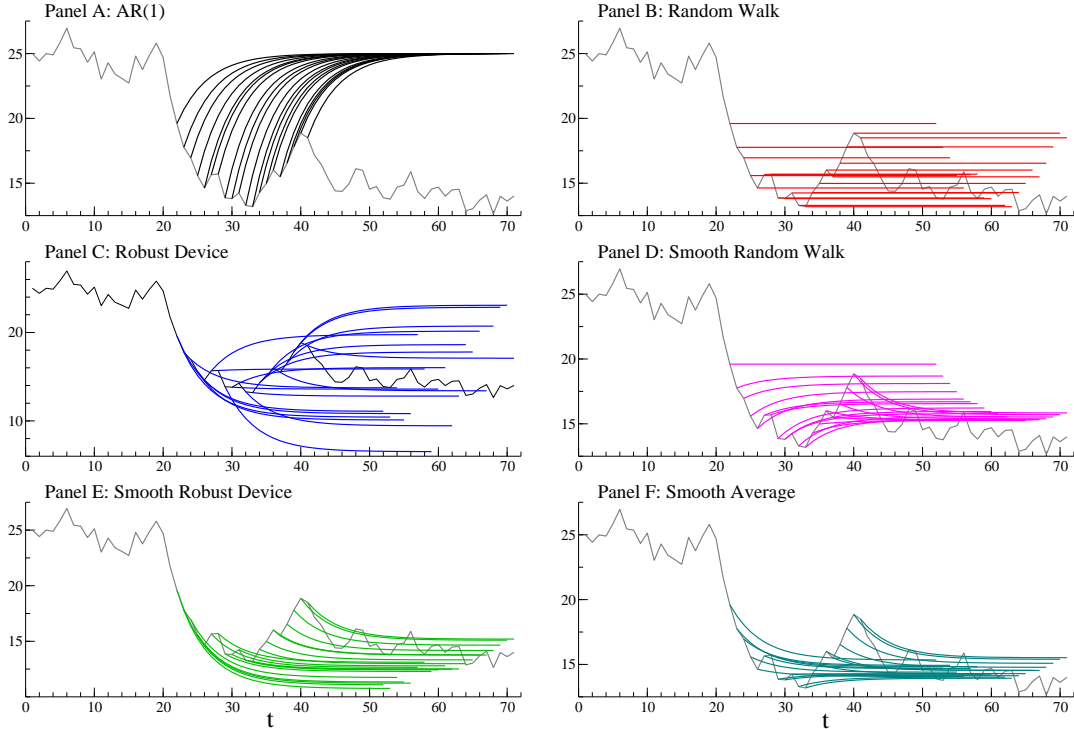 Panel A: AR(1)
25
20
15
0 10 20 30 40 50 60 70
Panel B: Random Walk
25
20
15
0 10 20 30 40 50 60 70
Panel C: Robust Device
20
10
0 10 20 30 40 50 60 70
Panel D: Smooth Random Walk
25
20
15
0 10 20 30 40 50 60 70
Panel E: Smooth Robust Device
25
20
15
0 10 20 30 40 50 60 70
t
Panel F: Smooth Average
25
20
15
0 10 20 30 40 50 60 70
t